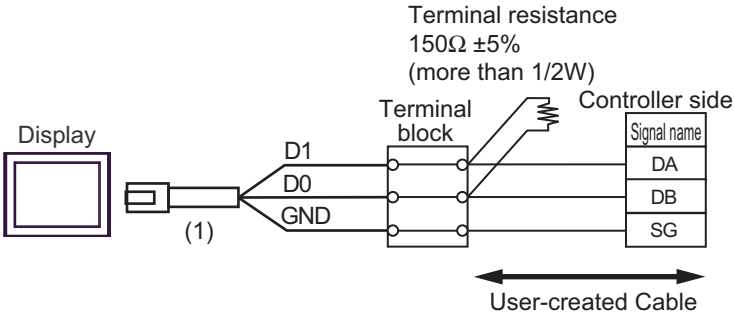 Terminal resistance
150Ω ±5%
(more than 1/2W)
Controller side
Terminal
block
Signal name
Display
D1
DA
D0
DB
GND
SG
(1)
User-created Cable